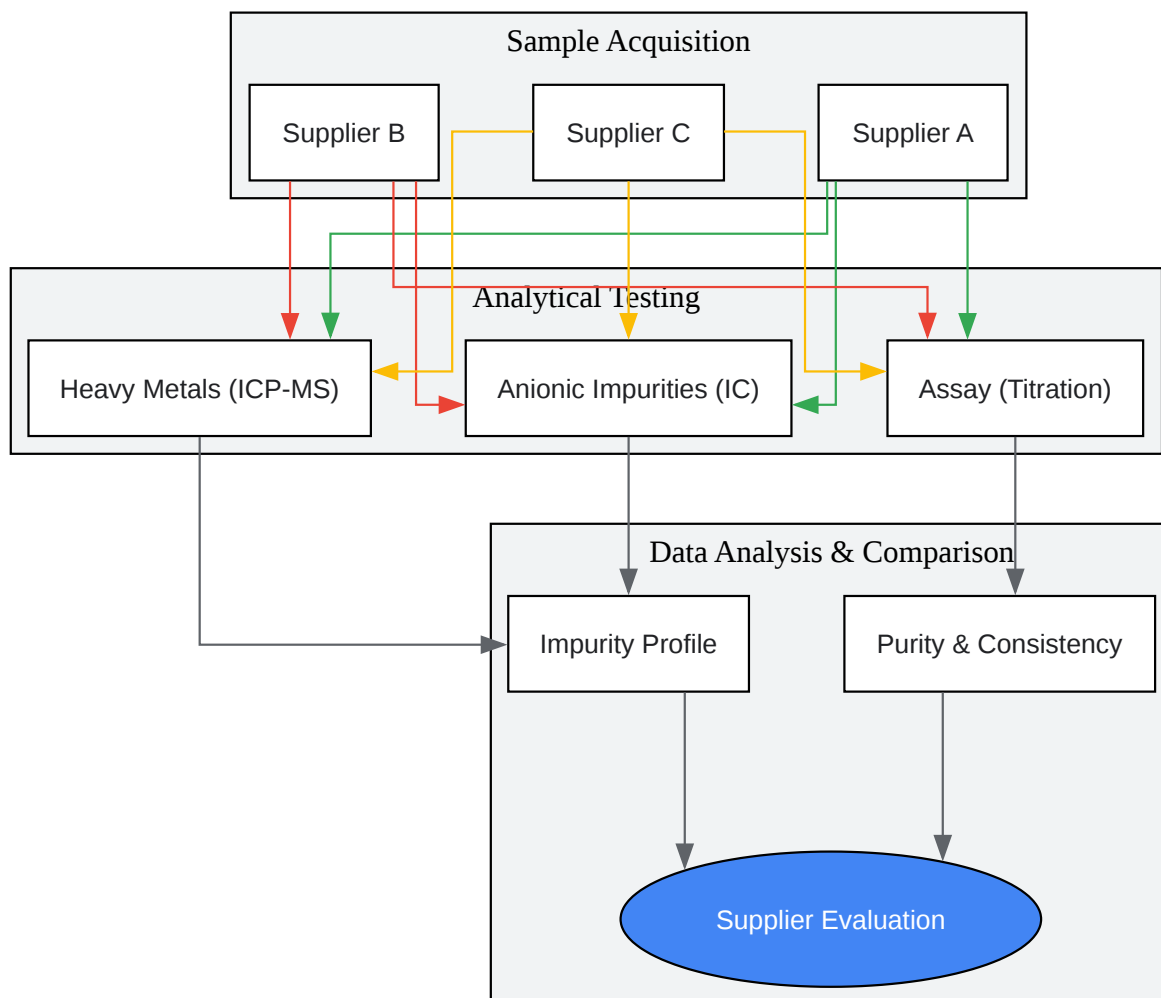 Sample Acquisition
Supplier B
Supplier C
Supplier A
Analytical Testing
Heavy Metals (ICP-MS)
Anionic Impurities (IC)
Assay (Titration)
Data Analysis & Comparison
Impurity Profile
Purity & Consistency
Supplier Evaluation